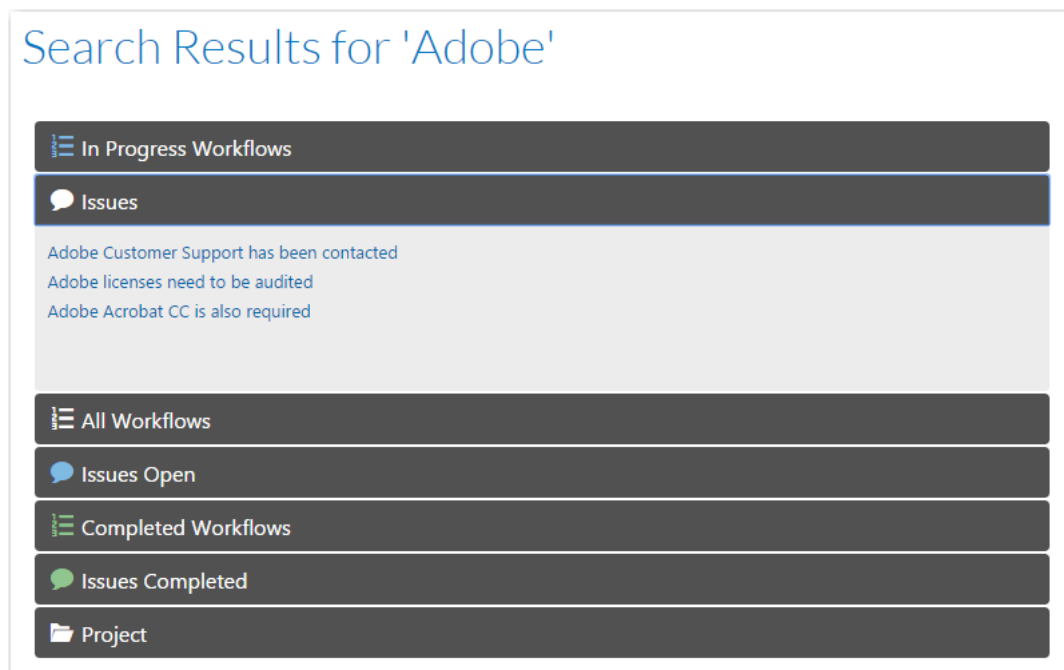 Search Results for 'Adobe'
In Progress Workflows
Issues
Adobe Customer Support has been contacted
Adobe licenses need to be audited
Adobe Acrobat CC is also required
All Workflows
Issues Open
Completed Workflows
Issues Completed
Project